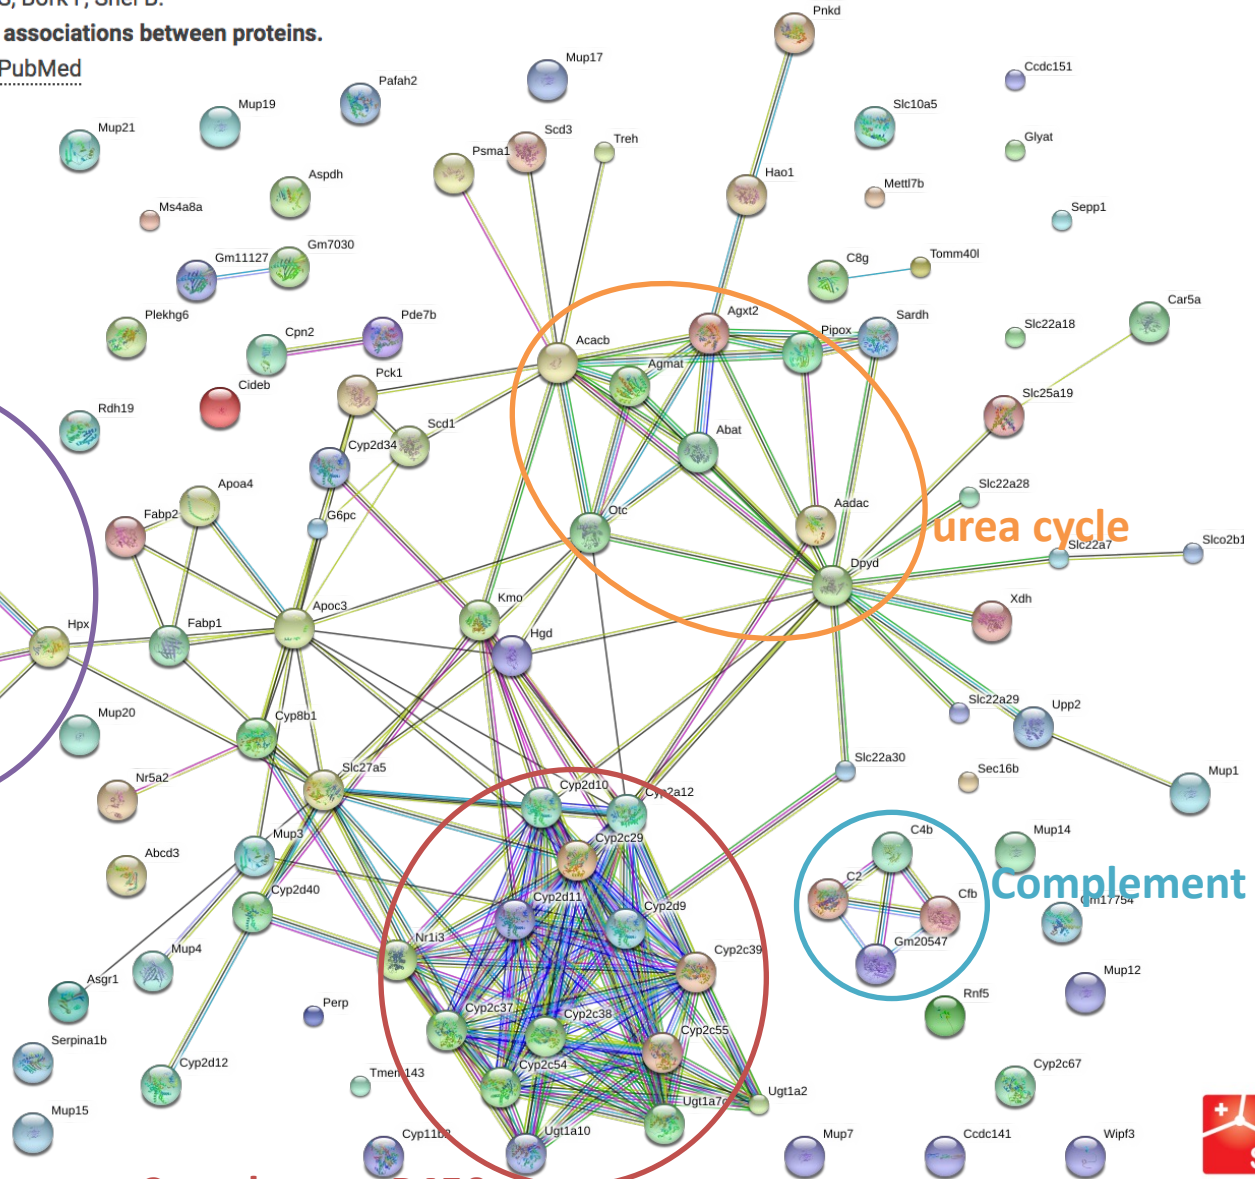 associations between proteins.
PubMed
Pnkd
Mup17
Ccdc151
Pafah2
Mup19
Slc10a5
Mup21
Scd3
Treh
Psma1
Glyat
Aspdh
Hao1
Mettl7b
Ms4a8a
Sepp1
Gm7030
Gm11127
C8g
Tomm40l
Car5a
Plekhg6
Pde7b
Agxt2
Sardh
Cpn2
Pipox
Slc22a18
Acacb
Agmat
Pck1
Cideb
Slc25a19
Rdh19
Scd1
Abat
Cyp2d34
Apoa4
Slc22a28
Fabp2
G6pc
Otc
Aadac
urea cycle
Slc22a7
Slco2b1
Dpyd
Kmo
Xdh
Apoc3
Hpx
Fabp1
Hgd
Slc22a29
Upp2
Mup20
Cyp8b1
Slc22a30
Slc27a5
Sec16b
Mup1
Nr5a2
Cyp2d10
Cyp2a12
C4b
Mup14
Mup3
Cyp2c29
Abcd3
C2
Cfb
Complement
Cyp2d40
Cyp2d11
Cyp2d9
Gm17754
Nr1i3
Gm20547
Mup4
Cyp2c39
Asgr1
Mup12
Rnf5
Perp
Cyp2c37
Cyp2c38
Cyp2c55
Serpina1b
Cyp2d12
Cyp2c54
Cyp2c67
Ugt1a2
Ugt1a7c
Mup15
Ugt1a10
Mup7
Ccdc141
Wipf3